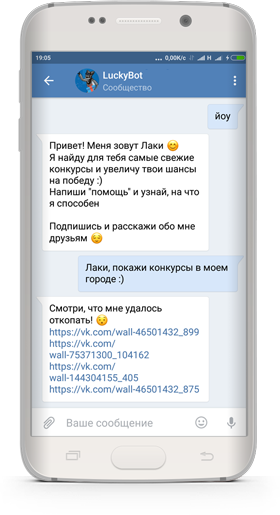 19:05
0,00K/c
H
LuckyBot
Сообщество
йоу
Привет! Меня зовут Лаки
Я найду для тебя самые свежие
конкурсы и увеличу твои шансы
на победу :)
Напиши "помощь" и узнай, на что
я способен
Подпишись и расскажи обо мне
друзьям
Лаки, покажи конкурсы в моем
городе :)
Смотри, что мне удалось
откопать!
https://vk.com/wall-46501432_899
https://vk.com/
wall-75371300_104162
https://vk.com/
wall-144304155_405
https://vk.com/wall-46501432_875
Ваше сообщение